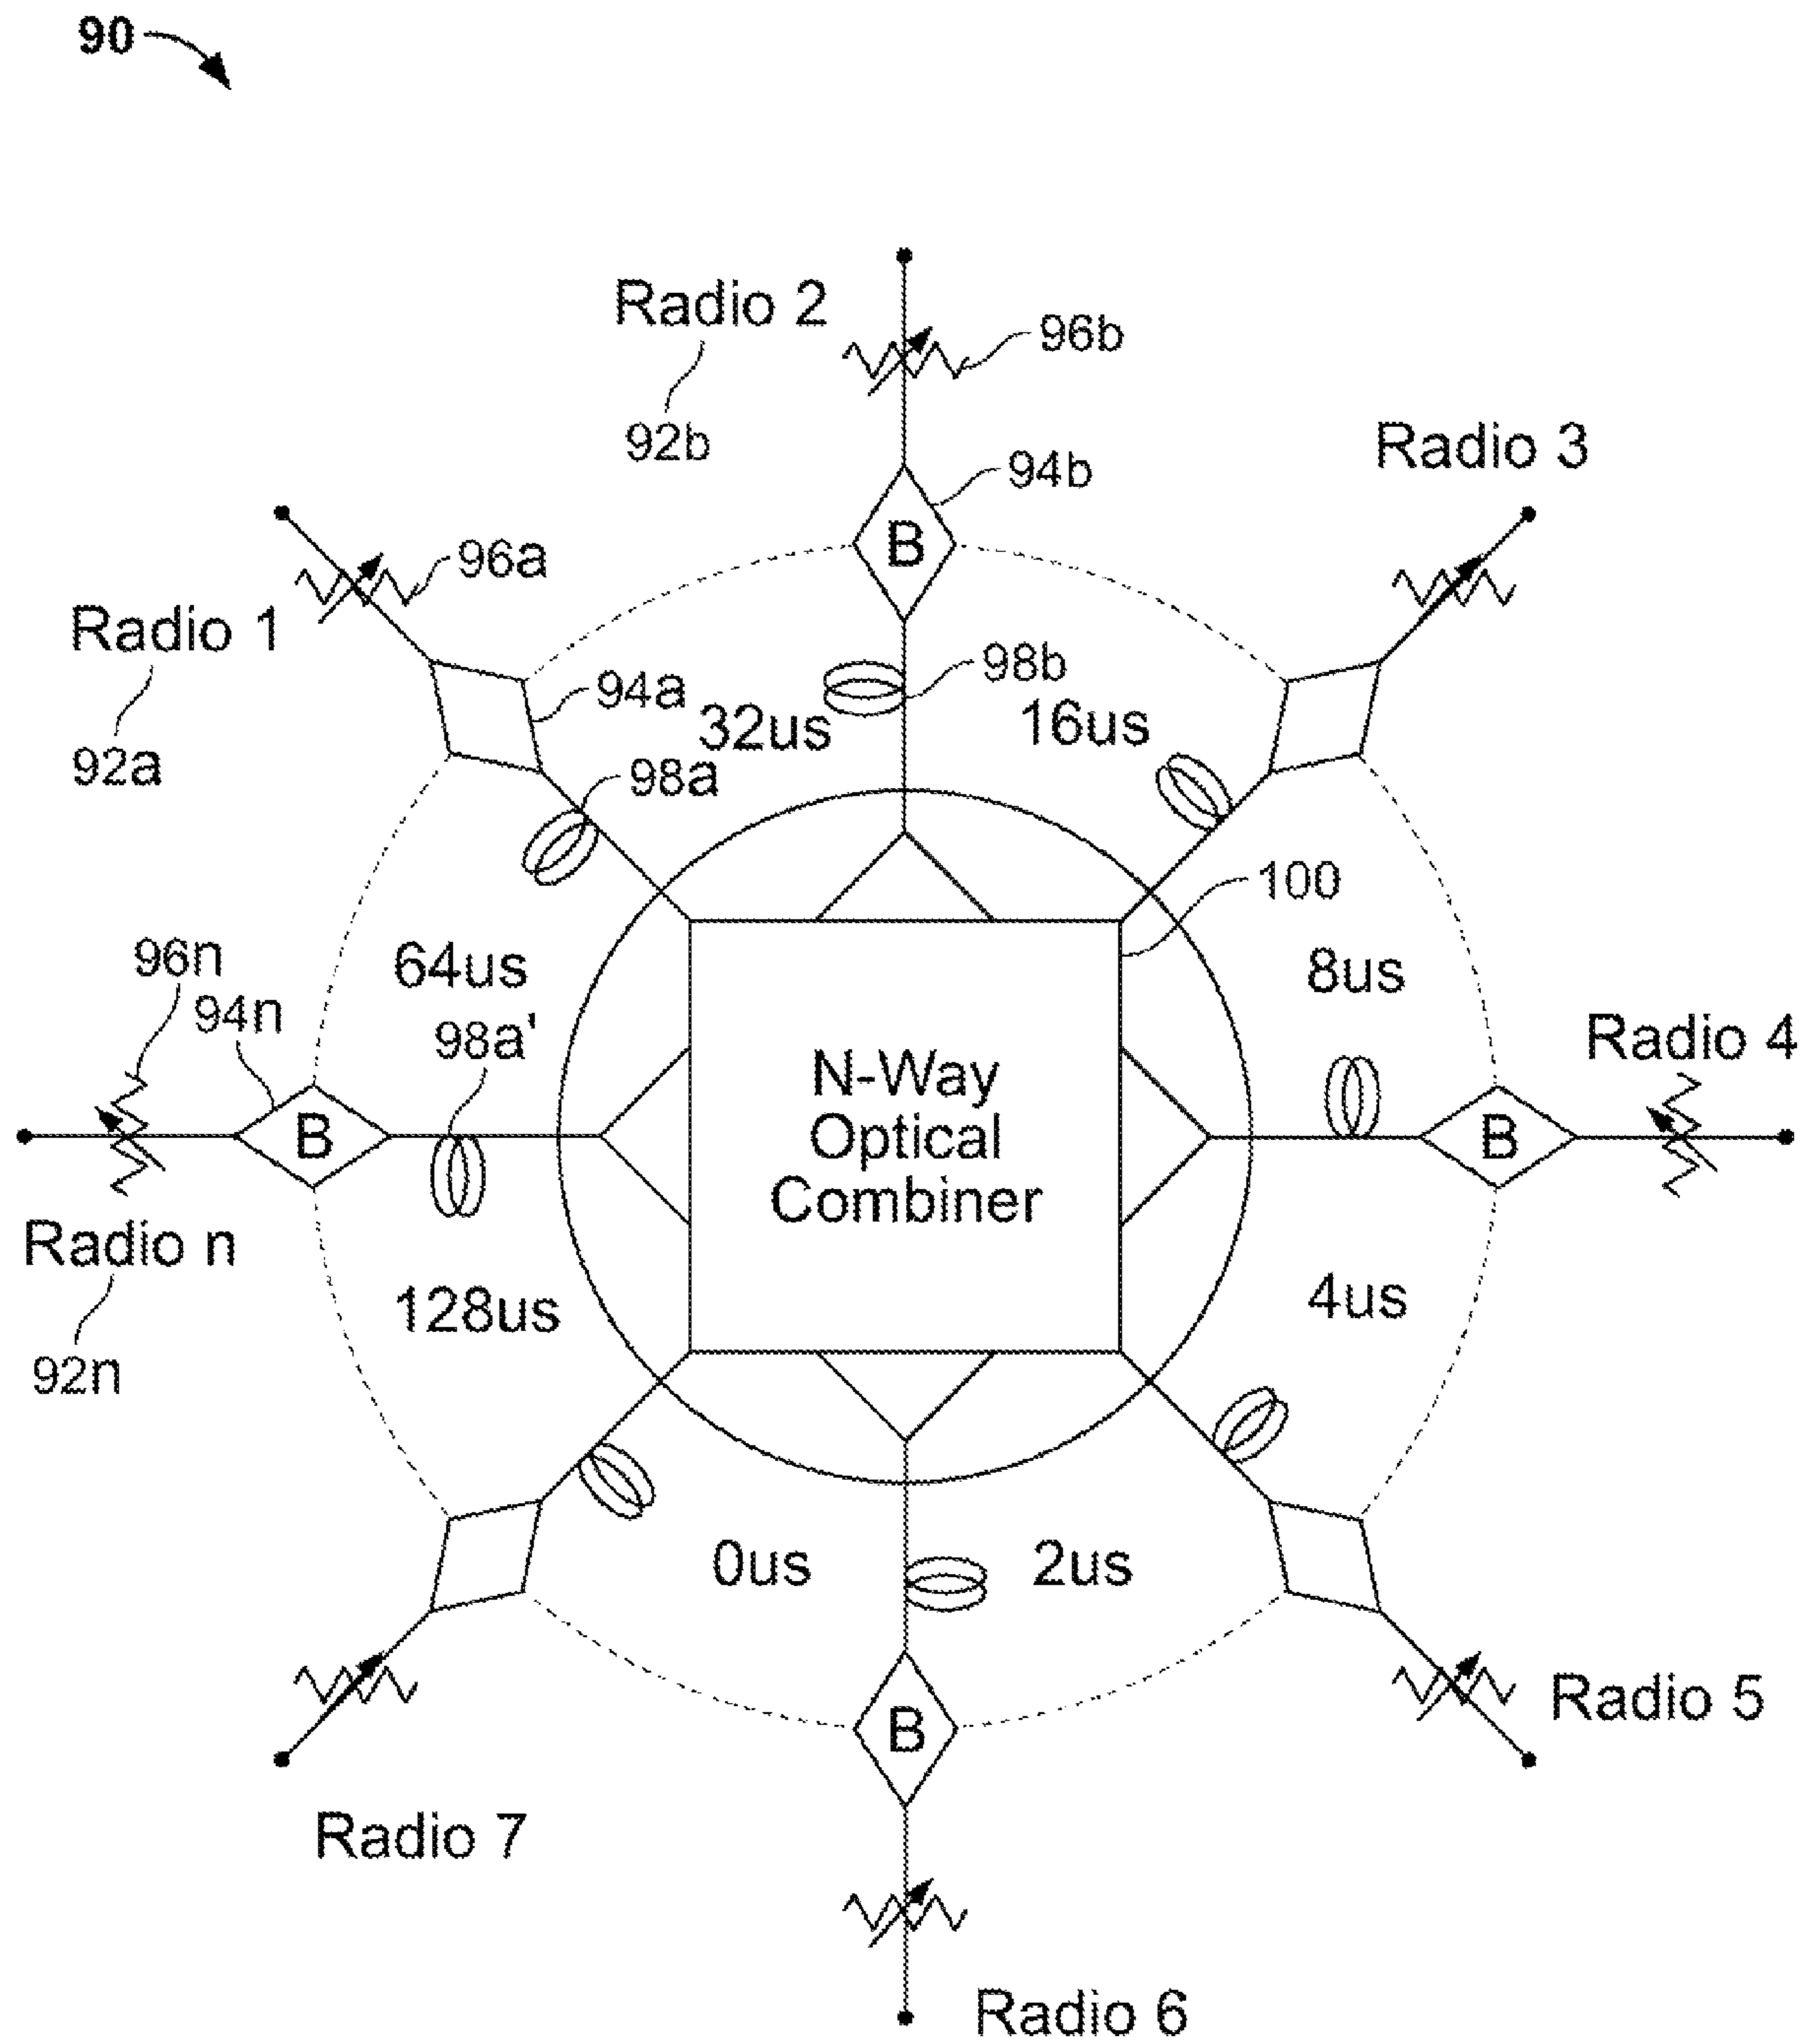 90
Radio 2
96b
92b
94b
Radio 3
96a
Radio 1
98b
94a
32us
16us
92a
98a
100
96n
64us
8us
94n
98a'
Radio 4
N-Way
Optical
Combiner
B
B
B
B
Radio n
128us
4us
92n
0us
2us
Radio 5
Radio 7
Radio 6